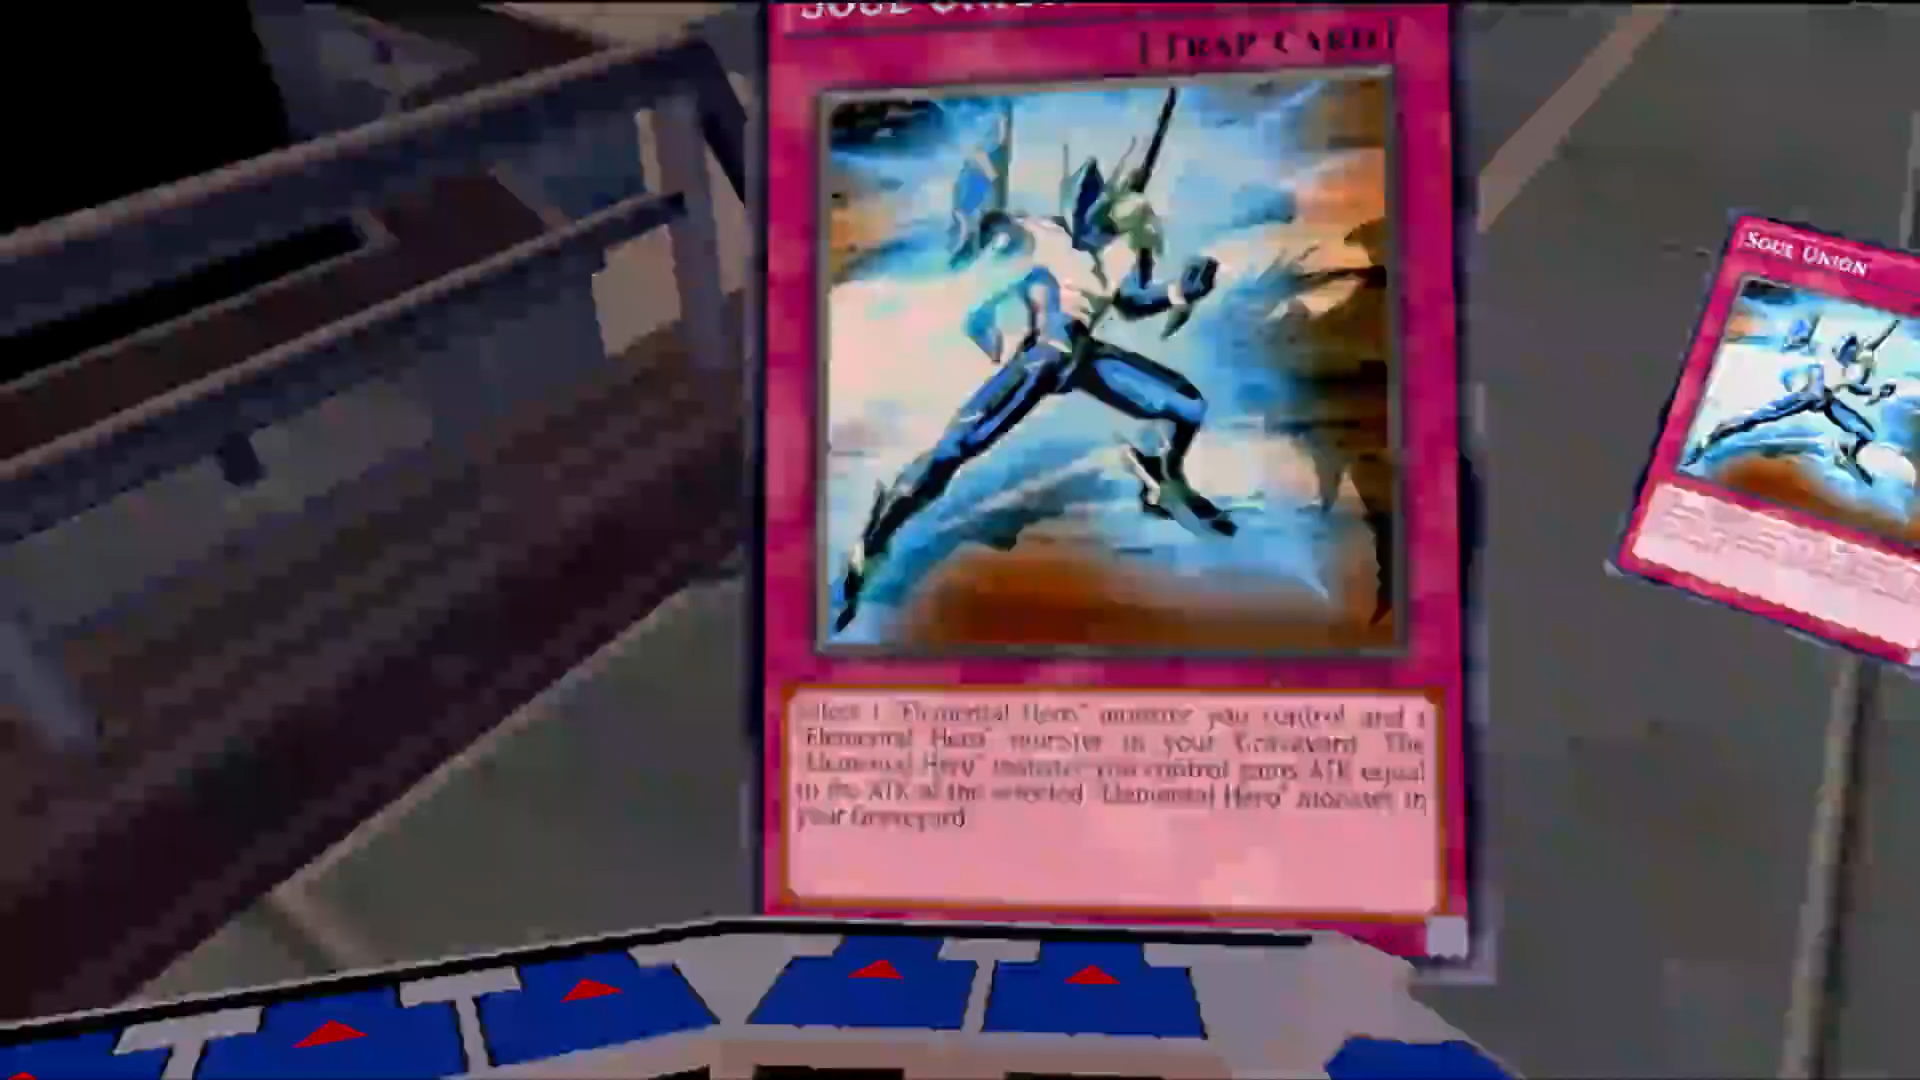 SOUL UNION
[TRAP CARD]
Select 1 "Elemental Hero" monster you control and 1
"Elemental Hero" monster in your Graveyard. The
"Elemental Hero" monster you control gains ATK equal
to the ATK of the selected "Elemental Hero" monster in
your Graveyard
SOUL UNION